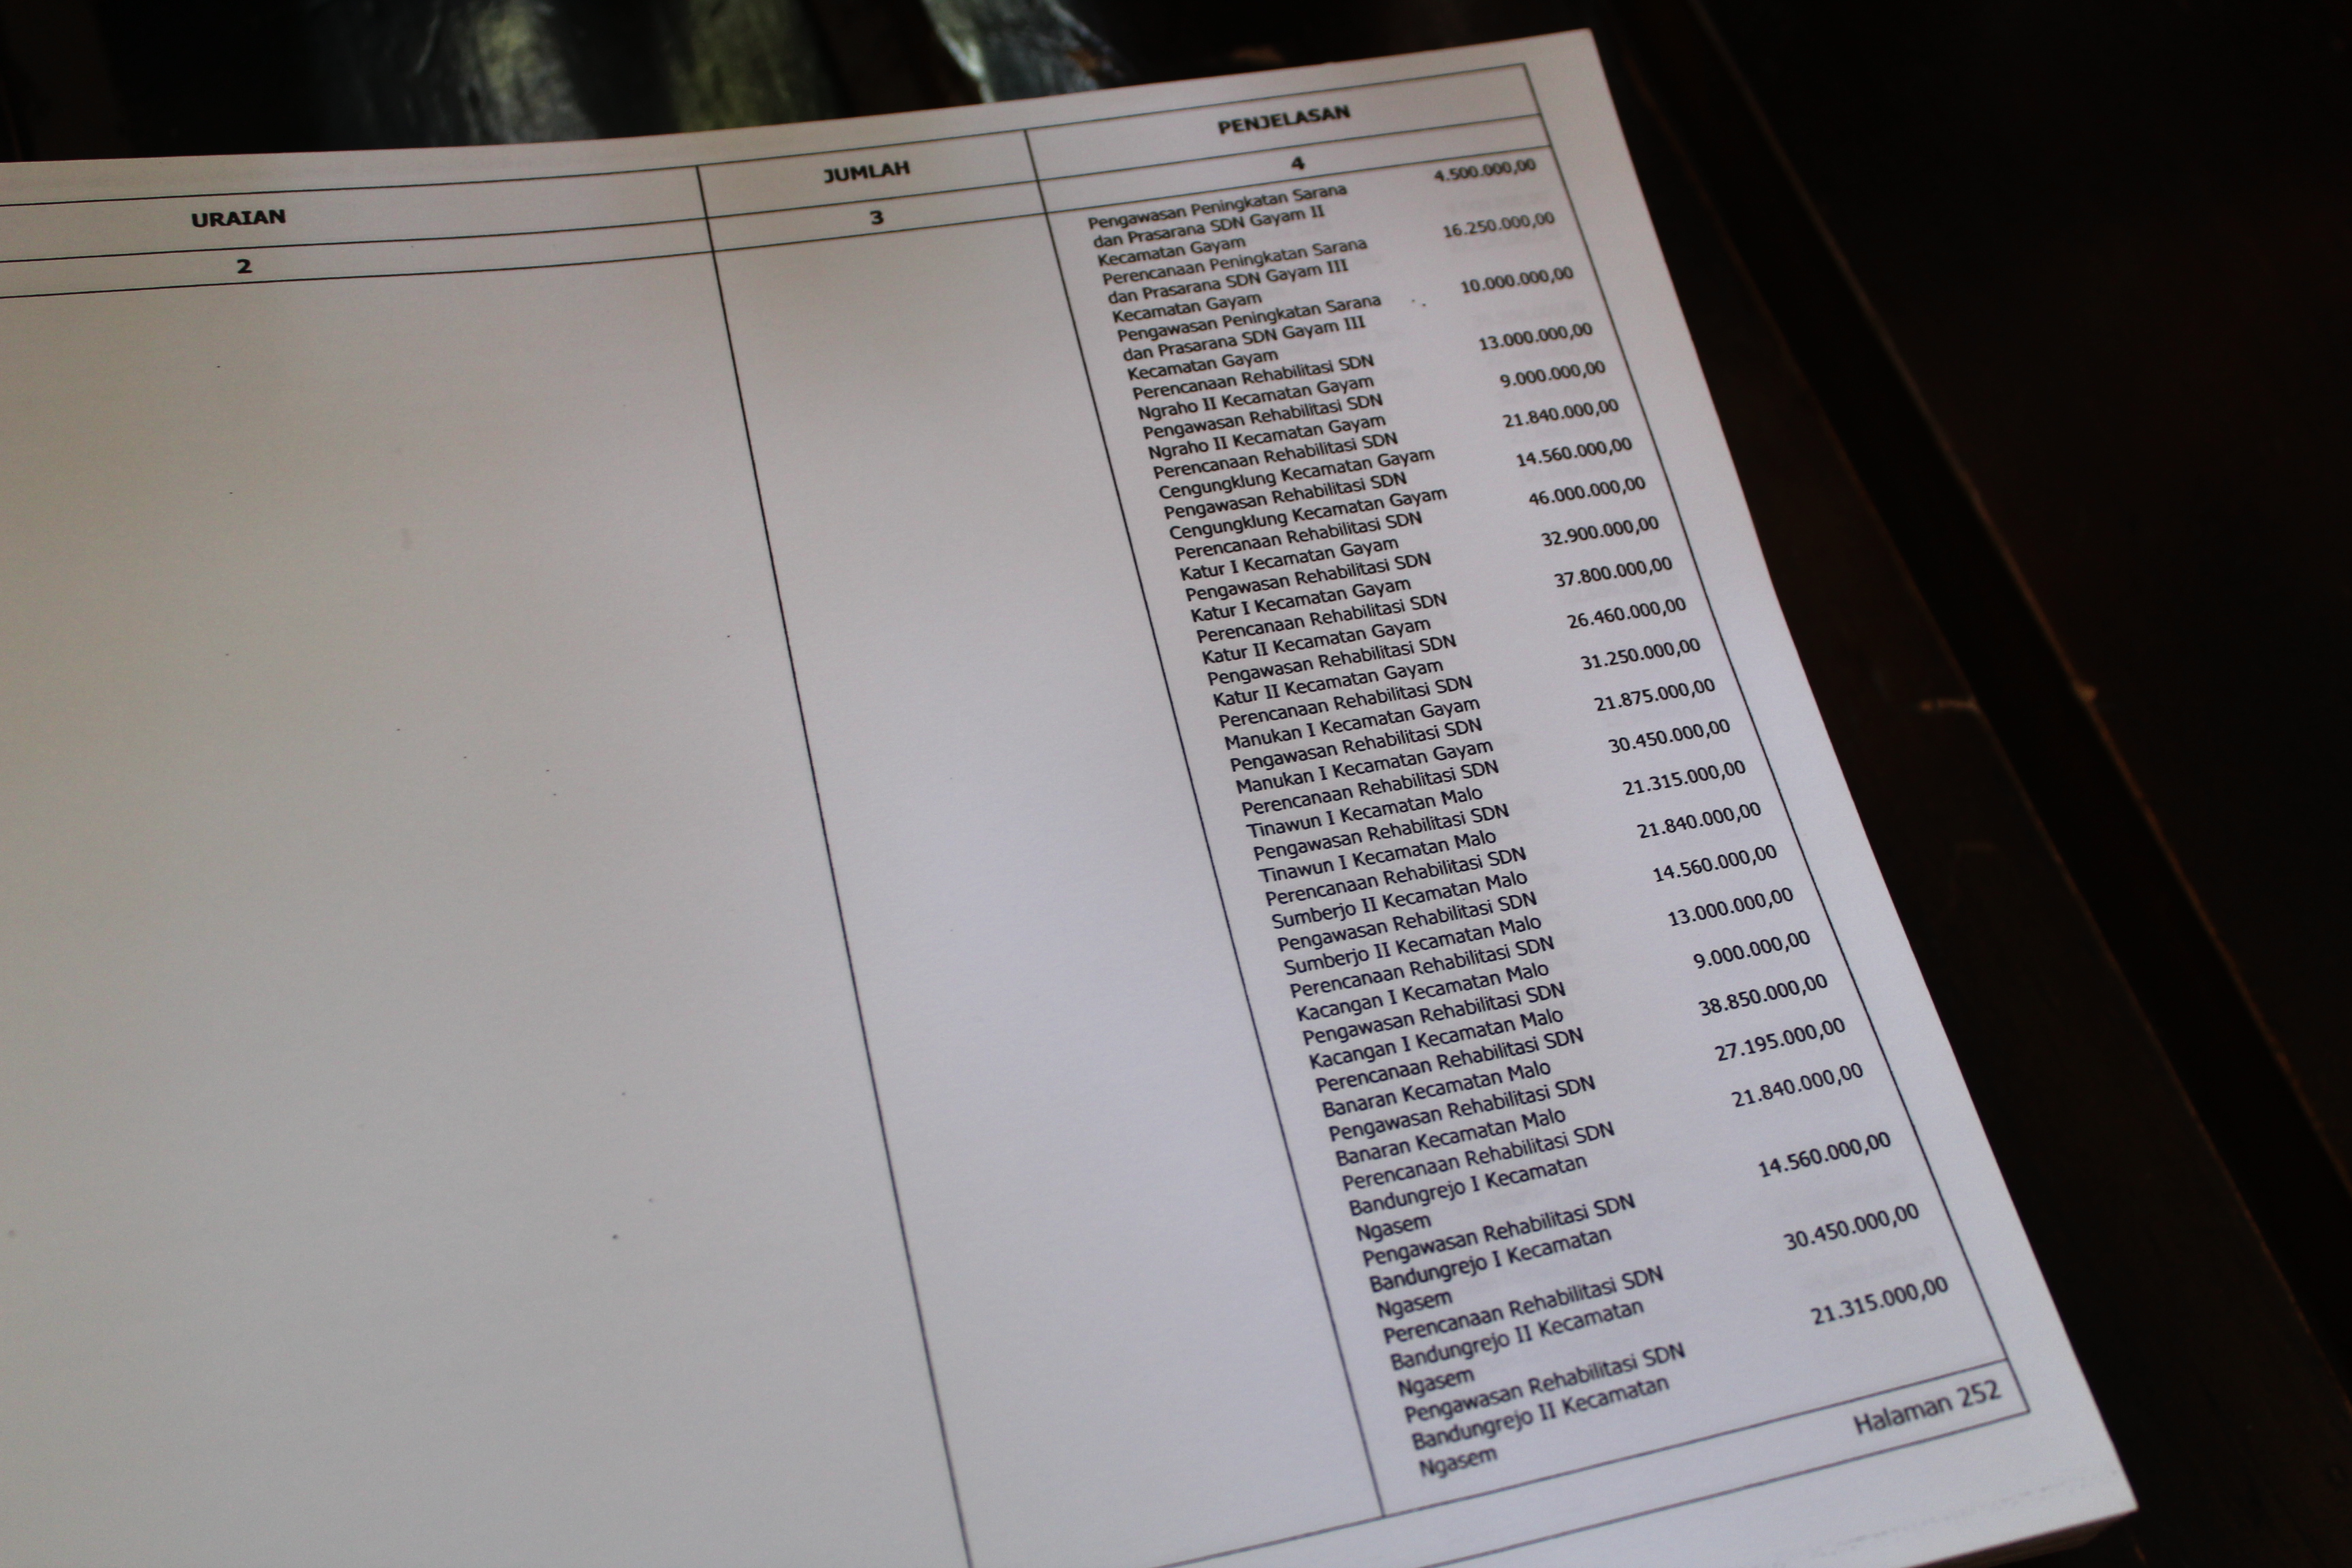 URAIAN JUMLAH PENJELASAN
2 3 4
Pengawasan Peningkatan Sarana 4.500.000,00
dan Prasarana SDN Gayam II
Kecamatan Gayam
Perencanaan Peningkatan Sarana 16.250.000,00
dan Prasarana SDN Gayam III
Kecamatan Gayam
Pengawasan Peningkatan Sarana 10.000.000,00
dan Prasarana SDN Gayam III
Kecamatan Gayam
Perencanaan Rehabilitasi SDN 13.000.000,00
Ngraho II Kecamatan Gayam
Pengawasan Rehabilitasi SDN 9.000.000,00
Ngraho II Kecamatan Gayam
Perencanaan Rehabilitasi SDN 21.840.000,00
Cengungklung Kecamatan Gayam
Pengawasan Rehabilitasi SDN 14.560.000,00
Cengungklung Kecamatan Gayam
Perencanaan Rehabilitasi SDN 46.000.000,00
Katur I Kecamatan Gayam
Pengawasan Rehabilitasi SDN 32.900.000,00
Katur I Kecamatan Gayam
Perencanaan Rehabilitasi SDN 37.800.000,00
Katur II Kecamatan Gayam
Pengawasan Rehabilitasi SDN 26.460.000,00
Katur II Kecamatan Gayam
Perencanaan Rehabilitasi SDN 31.250.000,00
Manukan I Kecamatan Gayam
Pengawasan Rehabilitasi SDN 21.875.000,00
Manukan I Kecamatan Gayam
Perencanaan Rehabilitasi SDN 30.450.000,00
Tinawun I Kecamatan Malo
Pengawasan Rehabilitasi SDN 21.315.000,00
Tinawun I Kecamatan Malo
Perencanaan Rehabilitasi SDN 21.840.000,00
Sumberjo II Kecamatan Malo
Pengawasan Rehabilitasi SDN 14.560.000,00
Sumberjo II Kecamatan Malo
Perencanaan Rehabilitasi SDN 13.000.000,00
Kacangan I Kecamatan Malo
Pengawasan Rehabilitasi SDN 9.000.000,00
Kacangan I Kecamatan Malo
Perencanaan Rehabilitasi SDN 38.850.000,00
Banaran Kecamatan Malo
Pengawasan Rehabilitasi SDN 27.195.000,00
Banaran Kecamatan Malo
Perencanaan Rehabilitasi SDN 21.840.000,00
Bandungrejo I Kecamatan
Ngasem
Pengawasan Rehabilitasi SDN 14.560.000,00
Bandungrejo I Kecamatan
Ngasem
Perencanaan Rehabilitasi SDN 30.450.000,00
Bandungrejo II Kecamatan
Ngasem
Pengawasan Rehabilitasi SDN 21.315.000,00
Bandungrejo II Kecamatan
Ngasem
Halaman 252